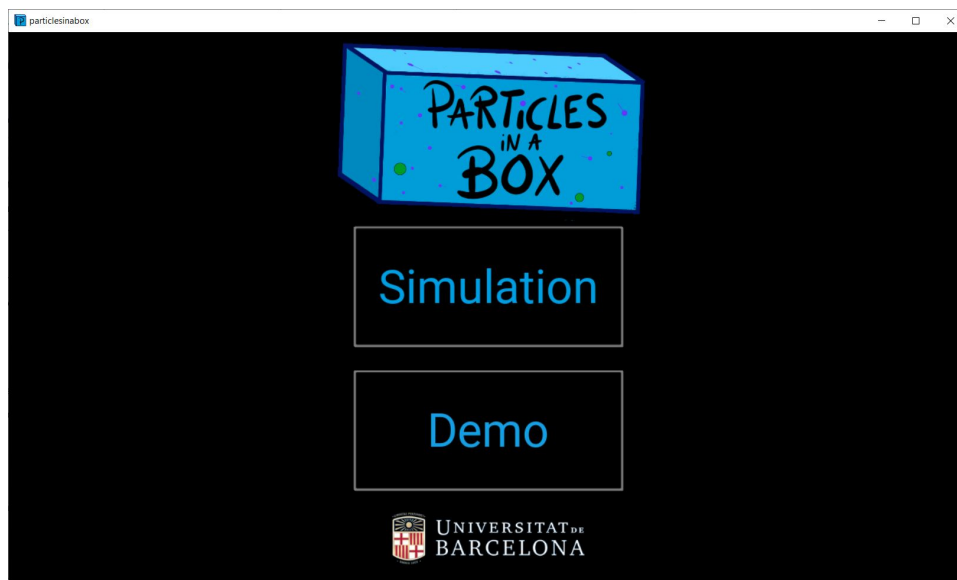 particlesinabox
PARTiCLES
iN A
BOX
Simulation
Demo
UNIVERSITAT DE
BARCELONA